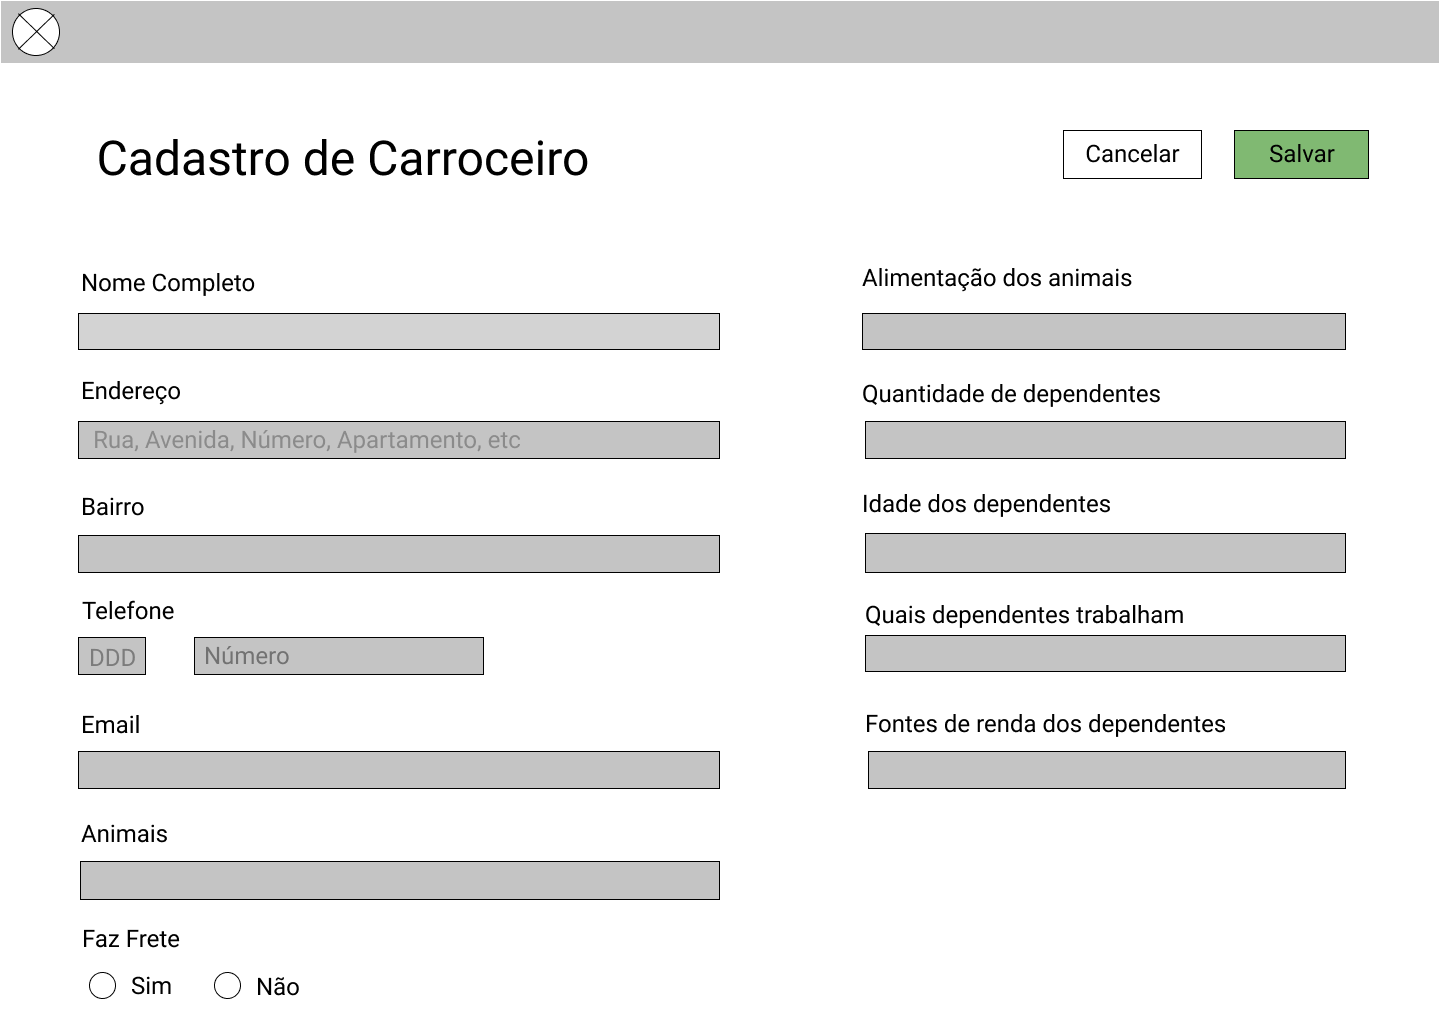 Cadastro de Carroceiro
Cancelar
Salvar
Nome Completo
Endereço
Rua, Avenida, Número, Apartamento, etc
Bairro
Telefone
DDD
Número
Email
Animais
Faz Frete
Sim
Não
Alimentação dos animais
Quantidade de dependentes
Idade dos dependentes
Quais dependentes trabalham
Fontes de renda dos dependentes